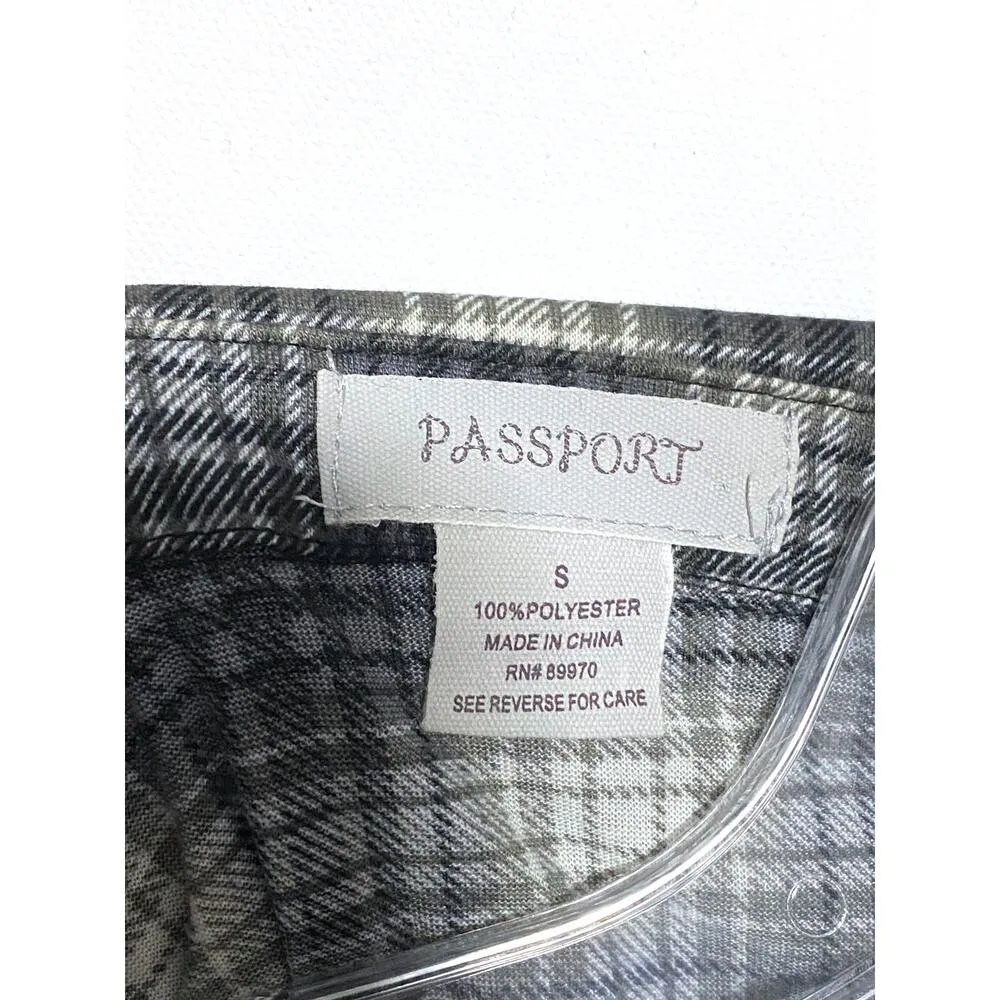 PASSPORT
S
100%POLYESTER
MADE IN CHINA
RN# 89970
SEE REVERSE FOR CARE